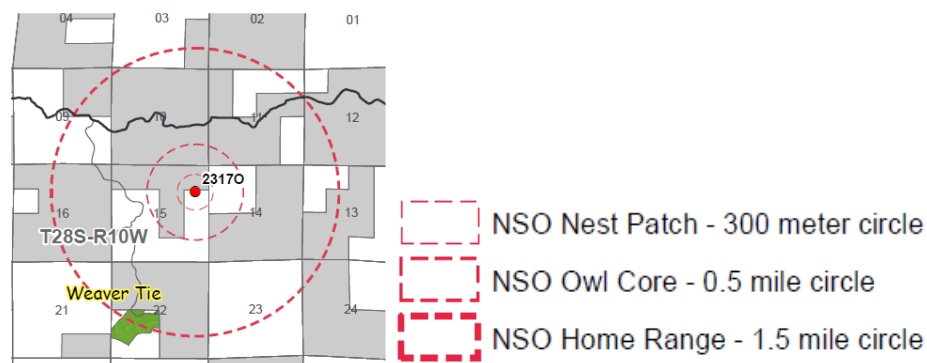 04 03 02 01
09 10 11 12
2317O
16 15 14 13
T28S-R10W
Weaver Tie
21 22 23 24
NSO Nest Patch - 300 meter circle
NSO Owl Core - 0.5 mile circle
NSO Home Range - 1.5 mile circle